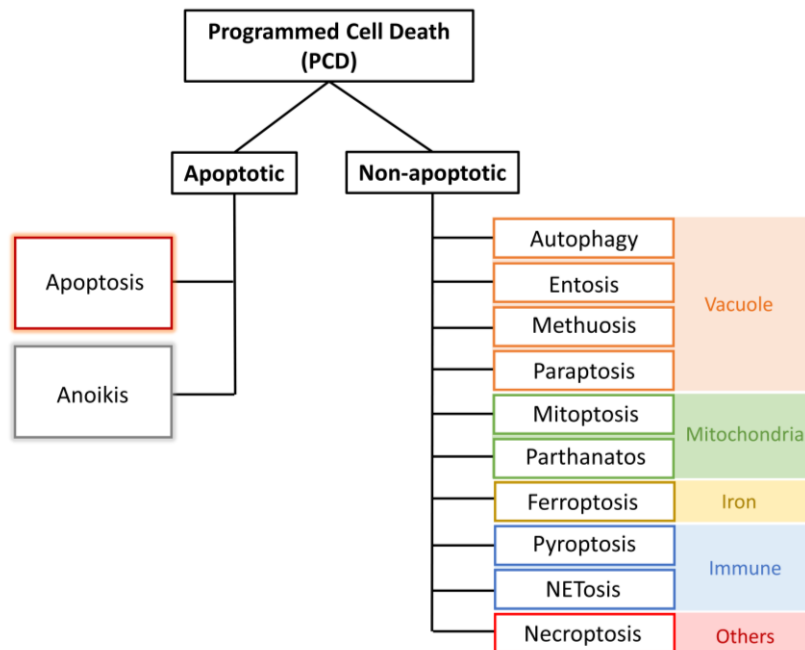 Programmed Cell Death
(PCD)
Apoptotic
Non-apoptotic
Apoptosis
Anoikis
Autophagy
Entosis
Methuosis
Paraptosis
Vacuole
Mitoptosis
Parthanatos
Mitochondria
Ferroptosis
Iron
Pyroptosis
NETosis
Immune
Necroptosis
Others